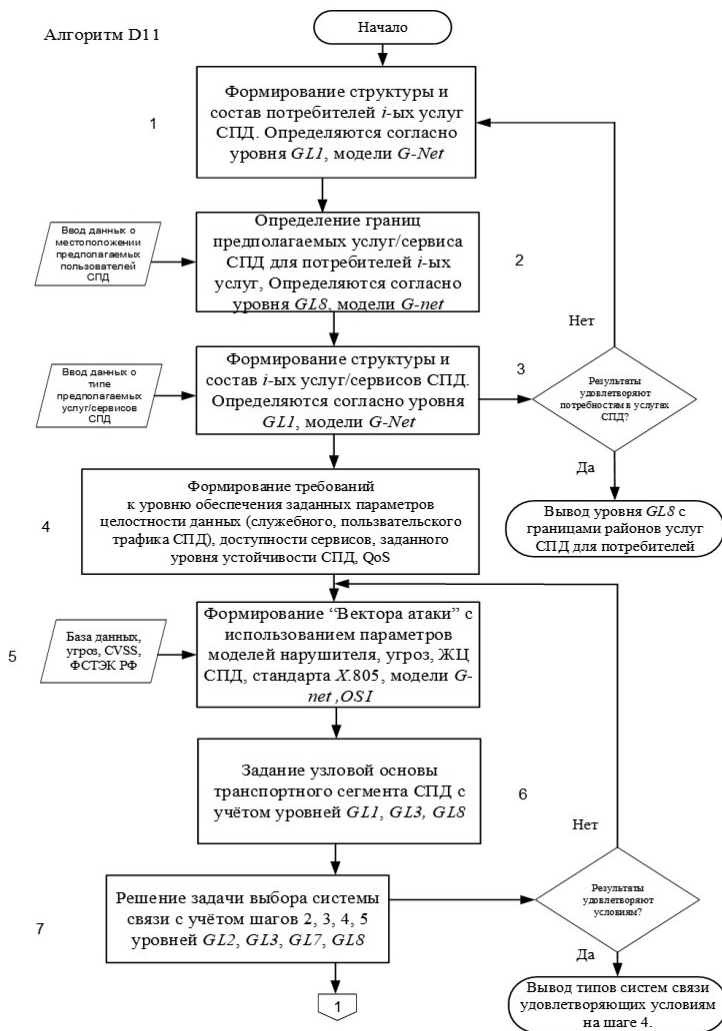 Алгоритм D11
Начало
1
Формирование структуры и
состав потребителей i-ых услуг
СПД. Определяются согласно
уровня GL1, модели G-Net
Ввод данных о
местоположении
предполагаемых
пользователей
СПД
Определение границ
предполагаемых услуг/сервиса
СПД для потребителей i-ых
услуг, Определяются согласно
уровня GL8, модели G-net
2
Нет
Ввод данных о
типе
предполагаемых
услуг/сервисов
СПД
Формирование структуры и
состав i-ых услуг/сервисов СПД.
Определяются согласно уровня
GL1, модели G-Net
3
Результаты
удовлетворяют
потребностям в услугах
СПД?
Да
Вывод уровня GL8 с
границами районов услуг
СПД для потребителей
4
Формирование требований
к уровню обеспечения заданных параметров
целостности данных (служебного, пользвательского
трафика СПД), доступности сервисов, заданного
уровня устойчивости СПД, QoS
5
База данных,
угроз, CVSS,
ФСТЭК РФ
Формирование “Вектора атаки” с
использованием параметров
моделей нарушителя, угроз, ЖЦ
СПД, стандарта X.805, модели G-
net ,OSI
Задание узловой основы
транспортного сегмента СПД с
учётом уровней GL1, GL3, GL8
6
Нет
7
Решение задачи выбора системы
связи с учётом шагов 2, 3, 4, 5
уровней GL2, GL3, GL7, GL8
Результаты
удовлетворяют
условиям?
Да
1
Вывод типов систем связи
удовлетворяющих условиям
на шаге 4.